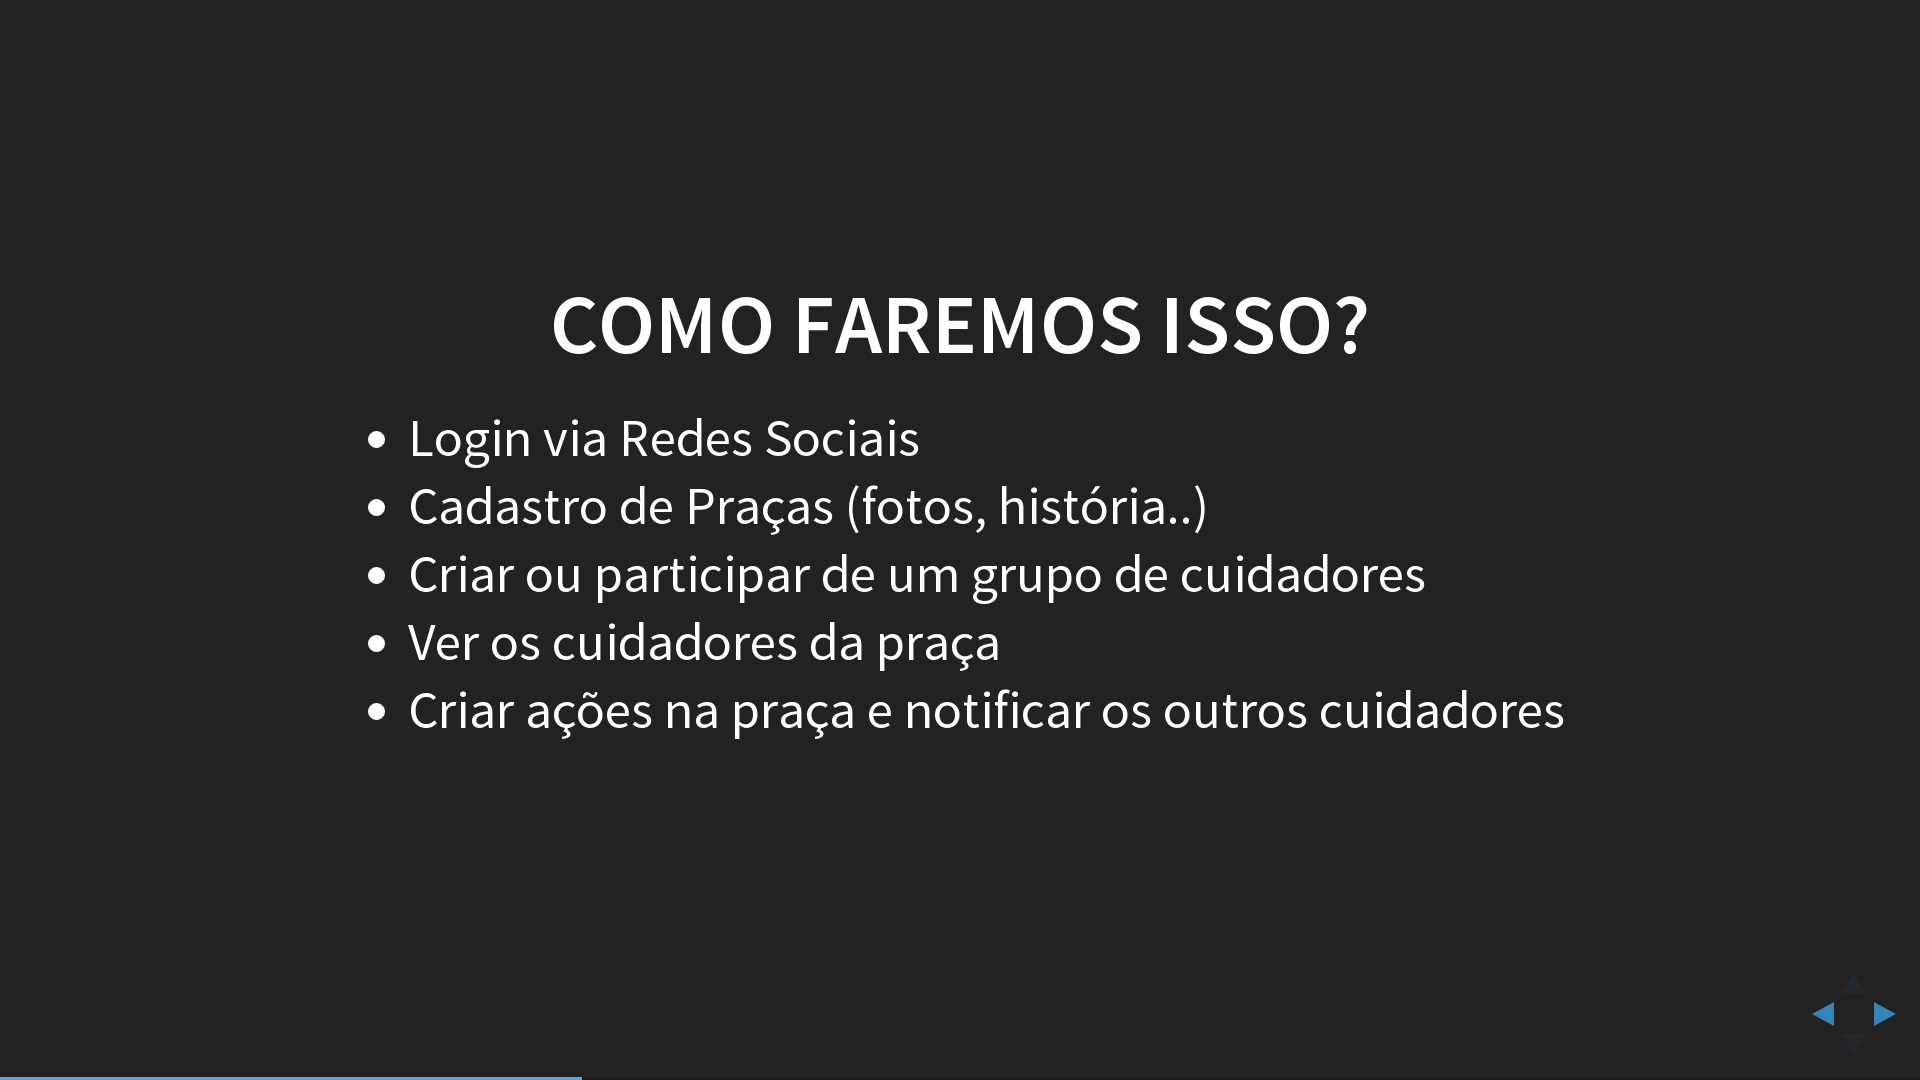 COMO FAREMOS ISSO?
Login via Redes Sociais
Cadastro de Praças (fotos, história..)
Criar ou participar de um grupo de cuidadores
Ver os cuidadores da praça
Criar ações na praça e notificar os outros cuidadores